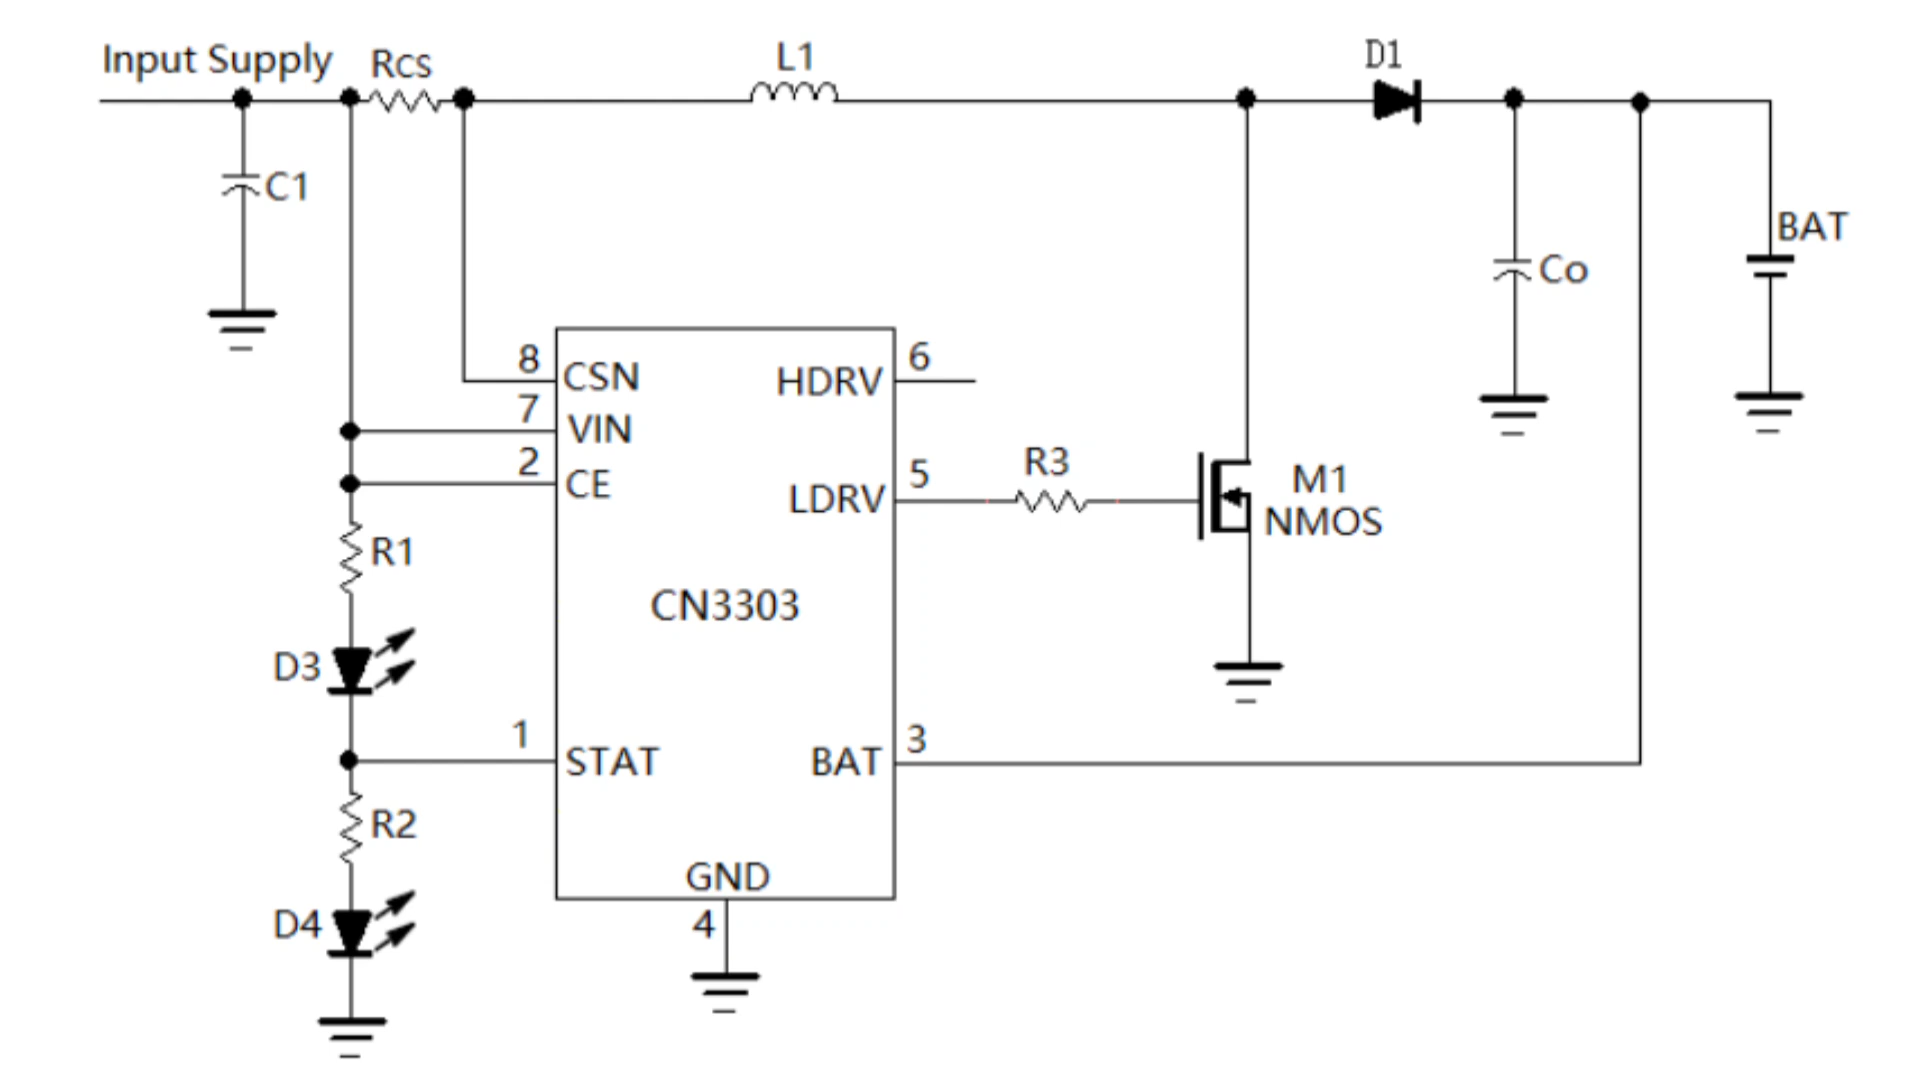 Input Supply
RCS
L1
D1
C1
BAT
Co
8
CSN
HDRV
6
7
VIN
2
CE
LDRV
5
R3
M1
NMOS
R1
CN3303
D3
1
STAT
BAT
3
R2
GND
4
D4